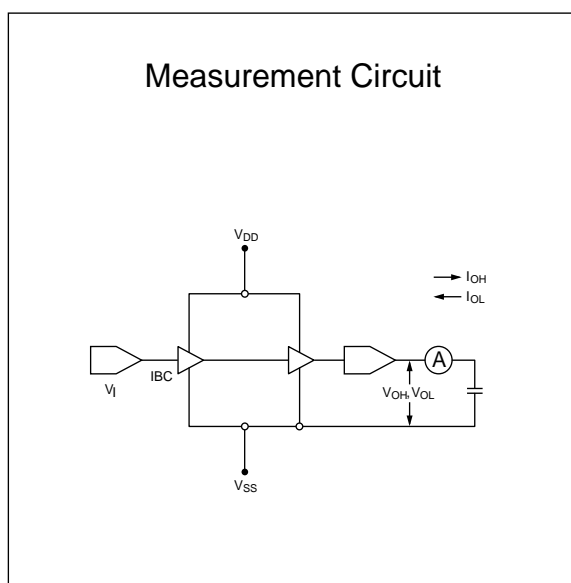 Measurement Circuit
VDD
IOH
IOL
A
IBC
VI
VOH, VOL
VSS